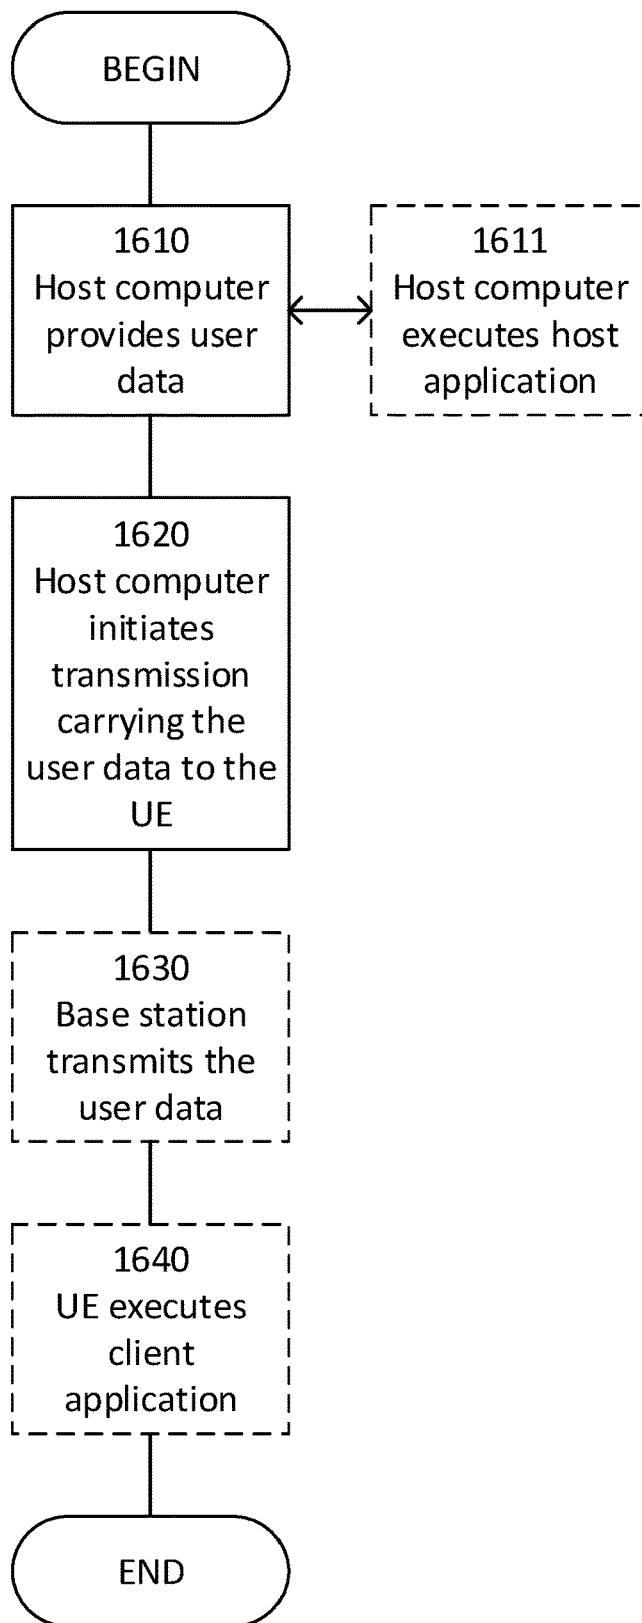 BEGIN
1610
Host computer
provides user
data
1611
Host computer
executes host
application
1620
Host computer
initiates
transmission
carrying the
user data to the
UE
1630
Base station
transmits the
user data
1640
UE executes
client
application
END